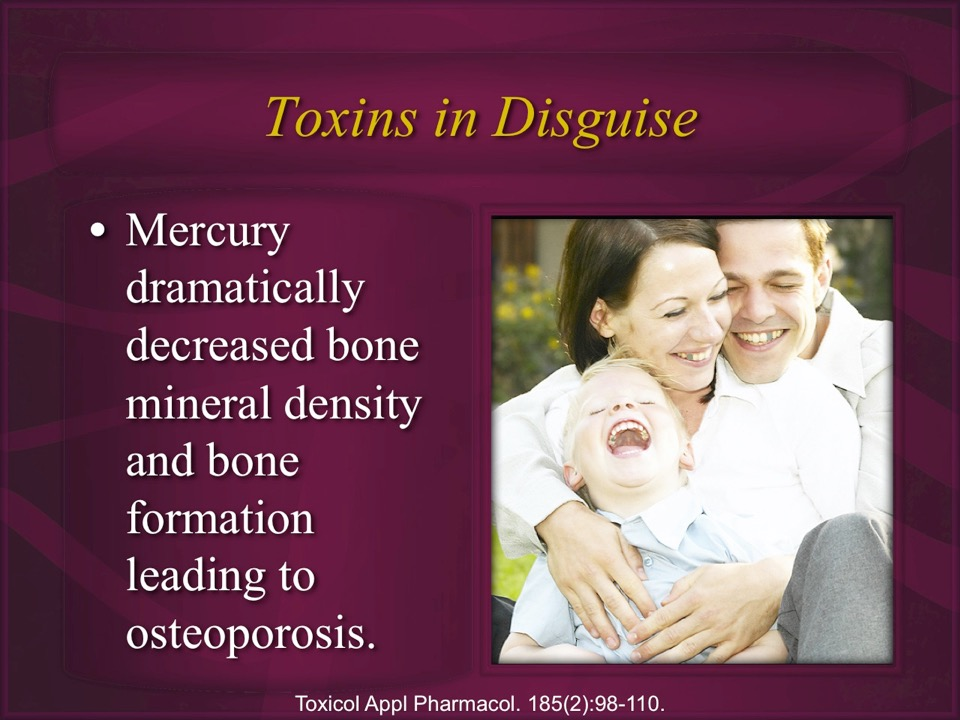 Toxins in Disguise
• Mercury
dramatically
decreased bone
mineral density
and bone
formation
leading to
osteoporosis.
Toxicol Appl Pharmacol. 185(2):98-110.